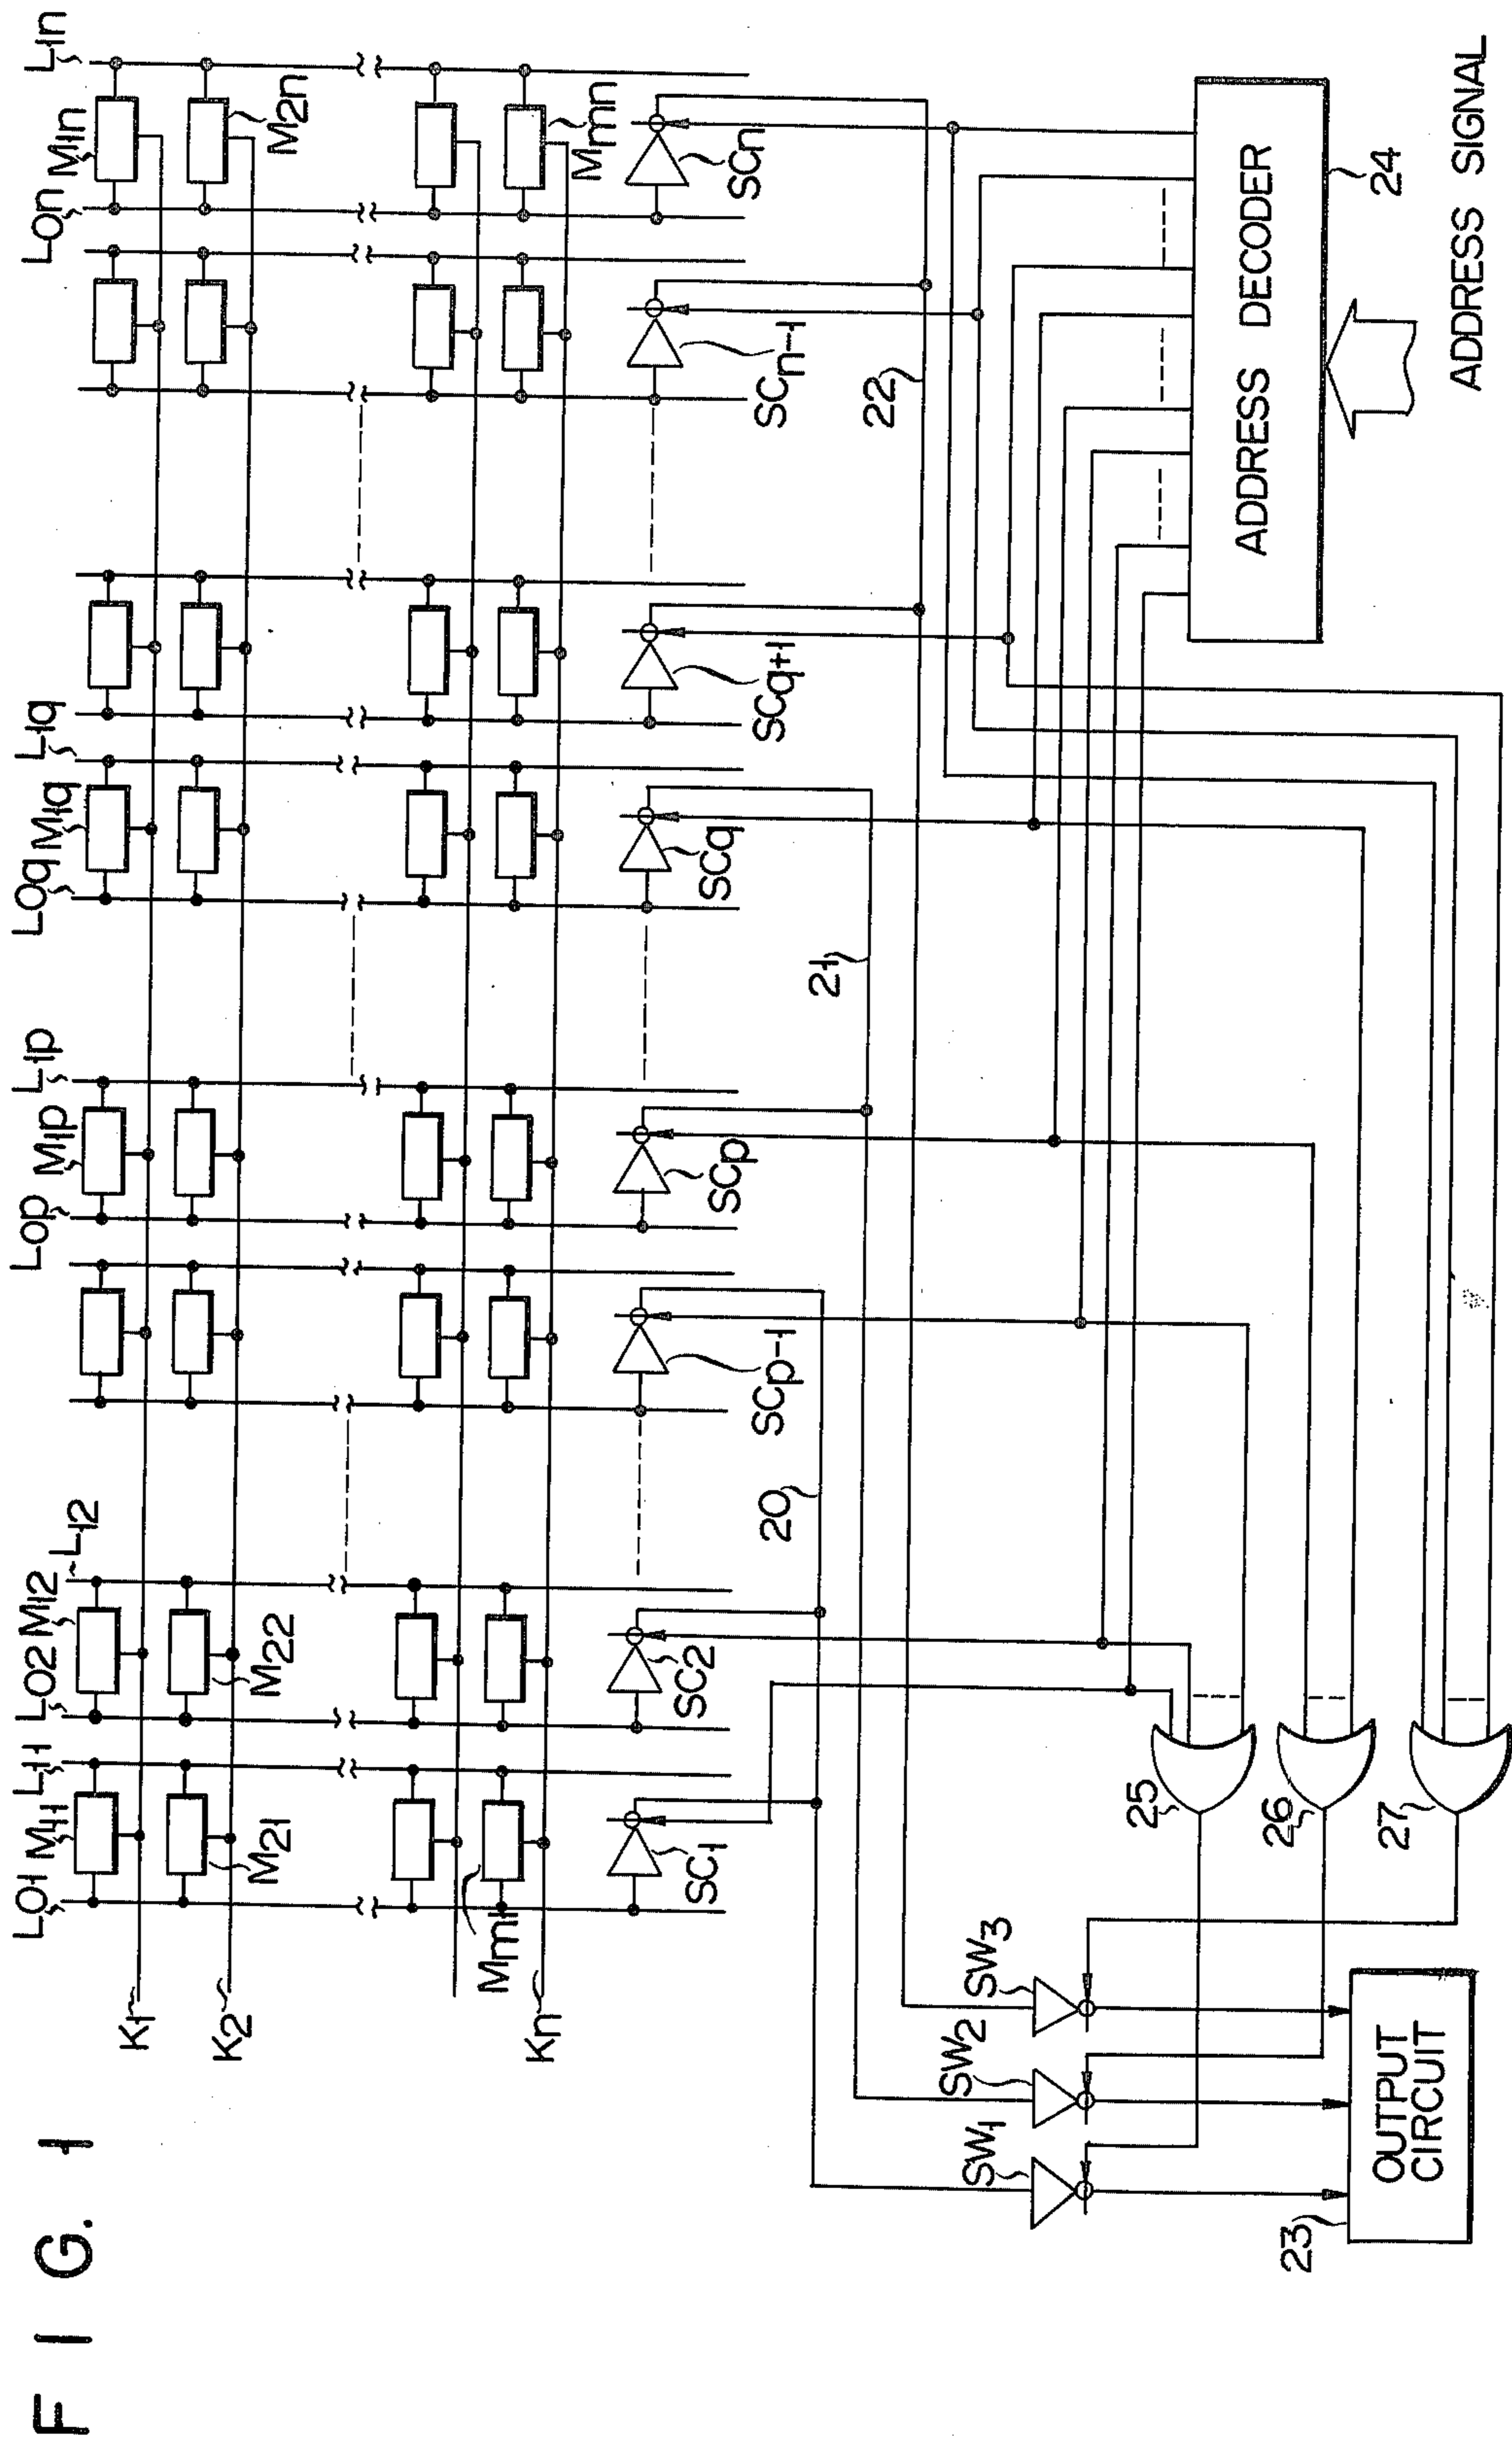 FIG. 1
L01 M11 L11 L02 M12 L12 L0p M1p L1p L0q M1q L1q L0n M1n L1n
K1
K2
M21 M22 M2n
Mm1 Mmn
Kn
SC1 SC2 SCp-1 SCp SCq SCq+1 SCn-1 SCn
20
21
22
SW1 SW2 SW3
25
26
27
ADDRESS DECODER
24
ADDRESS SIGNAL
23
OUTPUT
CIRCUIT